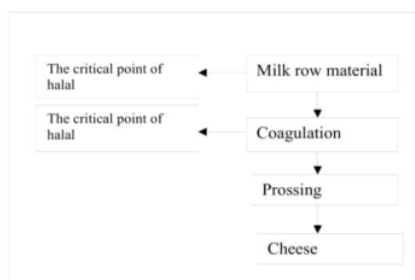 The critical point of
halal
Milk row material
The critical point of
halal
Coagulation
Prossing
Cheese